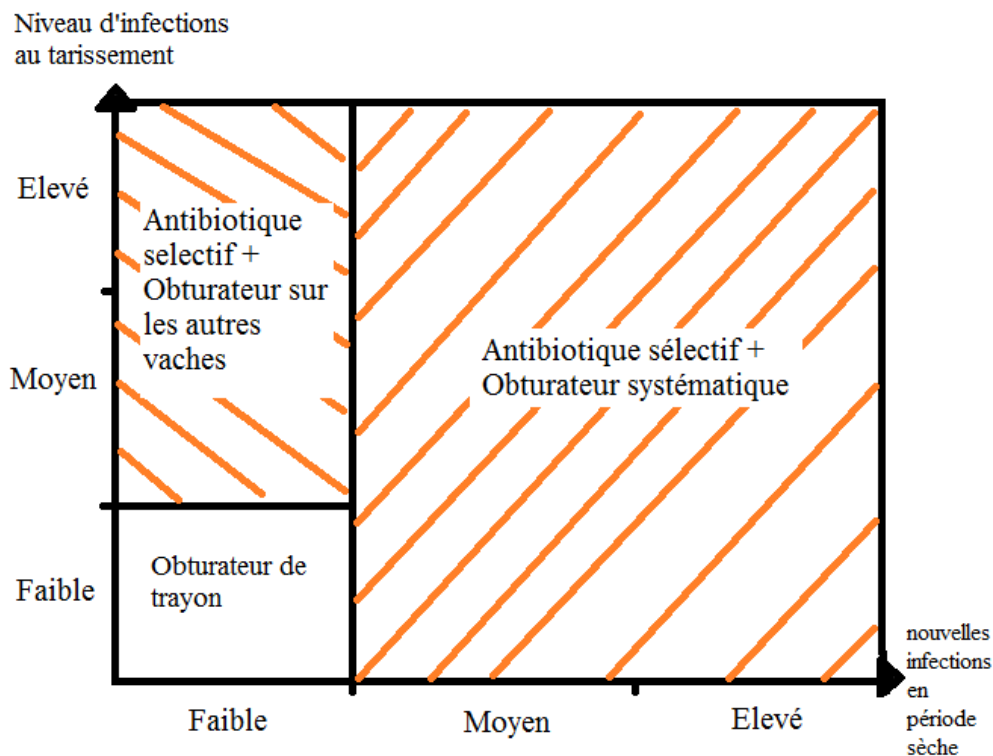 Niveau d'infections
au tarissement
Elevé
Antibiotique
selectif +
Obturateur sur
les autres
vaches
Moyen
Antibiotique sélectif +
Obturateur systématique
Faible
Obturateur de
trayon
nouvelles
infections
en
période
sèche
Faible
Moyen
Elevé